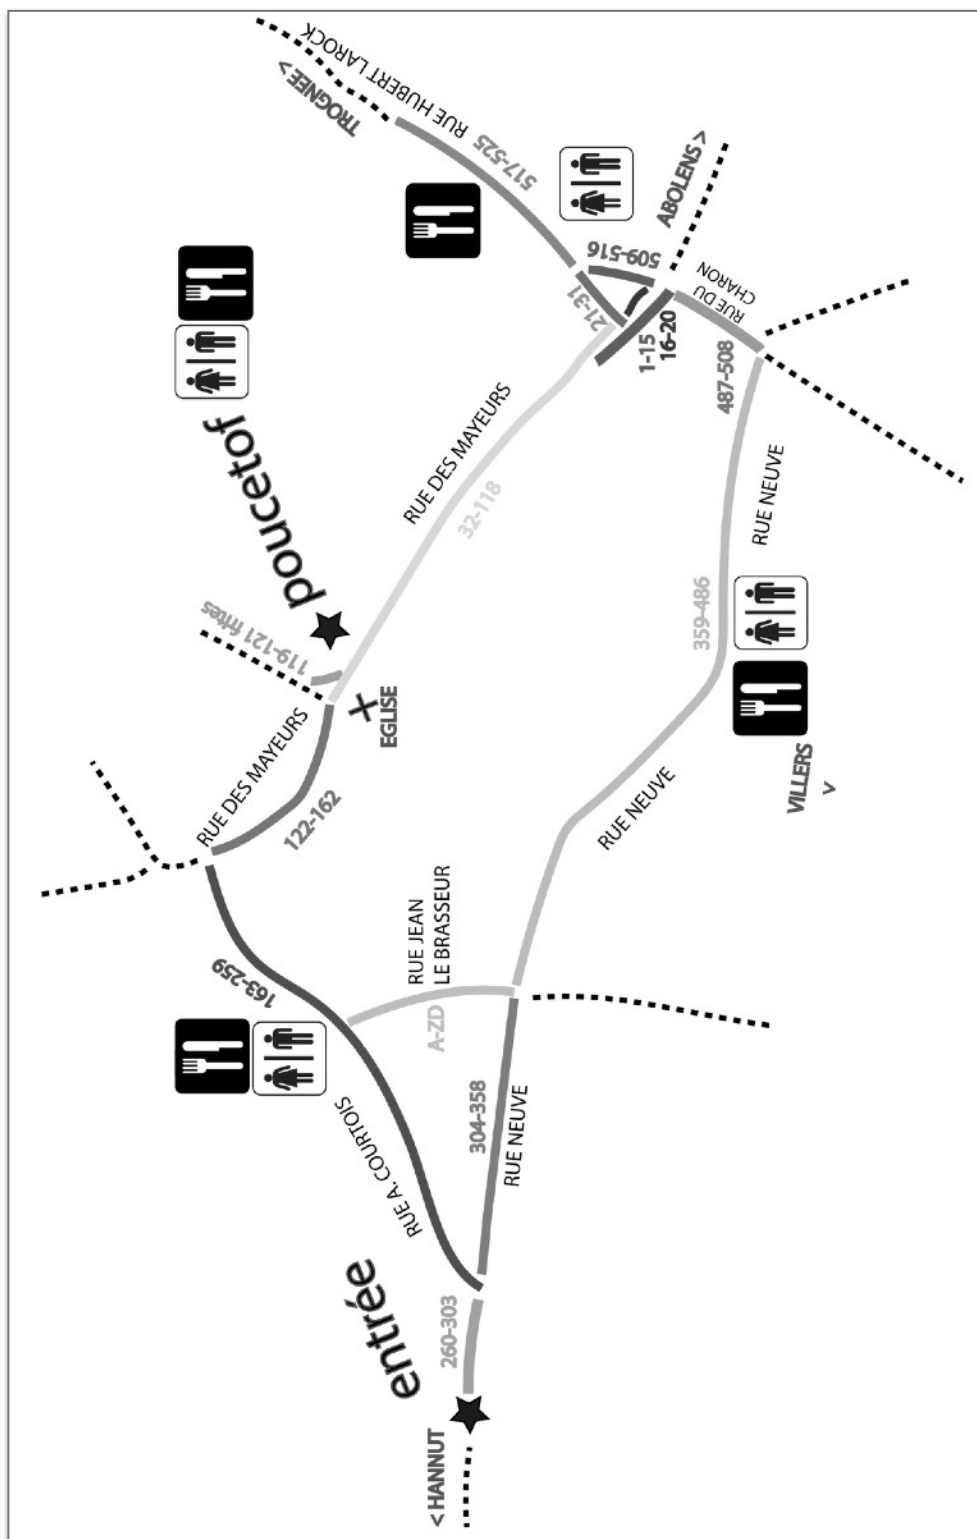 RUE HUBERT LAROCK
TROGNEE >
517-525
ABOLENS >
509-516
21-31
RUE DU
CHARON
1-15
16-20
487-508
poucetof
RUE DES MAYEURS
32-118
RUE NEUVE
359-486
119-121 frites
EGLISE
RUE DES MAYEURS
122-162
VILLERS
>
RUE NEUVE
163-259
RUE JEAN
LE BRASSEUR
A-ZD
304-358
RUE NEUVE
RUE A. COURTOIS
entrée
260-303
< HANNUT